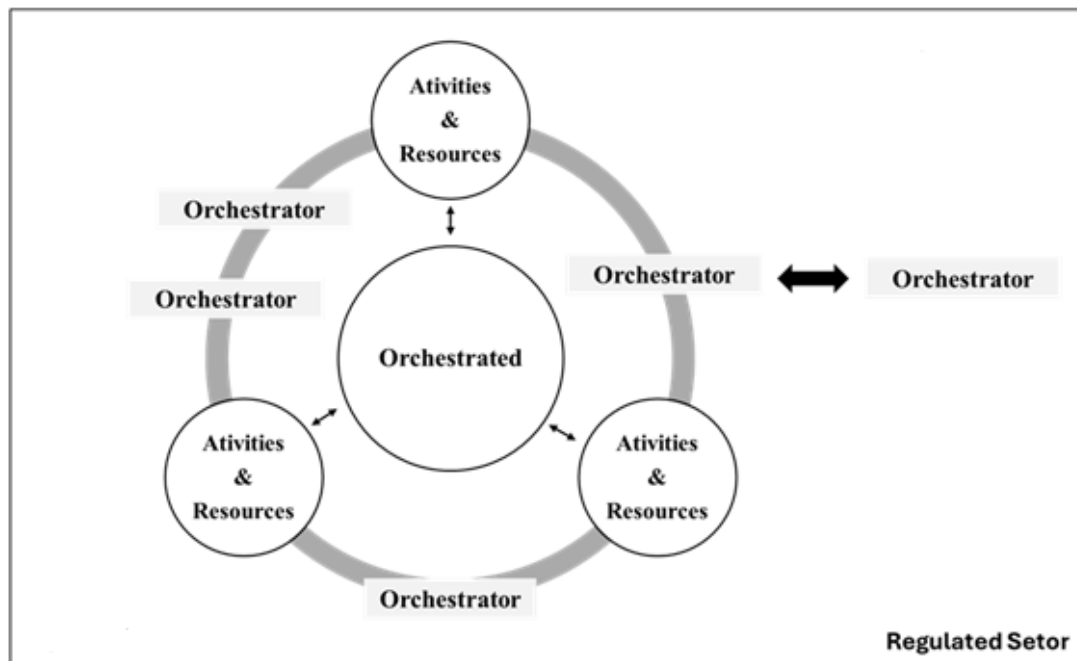 Ativities
&
Resources
Orchestrator
Orchestrator
Orchestrator
Orchestrator
Orchestrated
Ativities
&
Resources
Ativities
&
Resources
Orchestrator
Regulated Setor